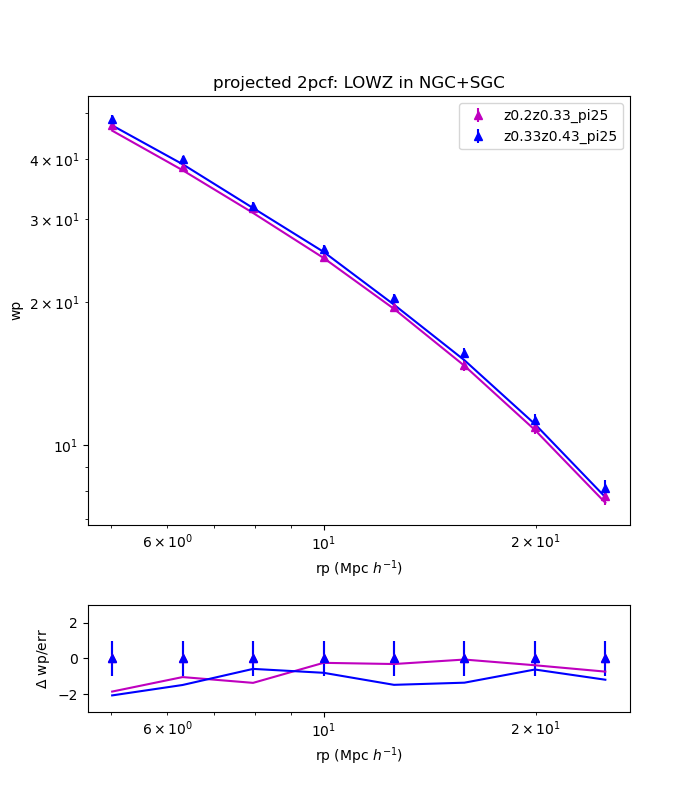 projected 2pcf: LOWZ in NGC+SGC
z0.2z0.33_pi25
z0.33z0.43_pi25
4 × 10¹
3 × 10¹
2 × 10¹
10¹
wp
6 × 10⁰
10¹
2 × 10¹
rp (Mpc h⁻¹)
2
0
−2
Δ wp/err
6 × 10⁰
10¹
2 × 10¹
rp (Mpc h⁻¹)